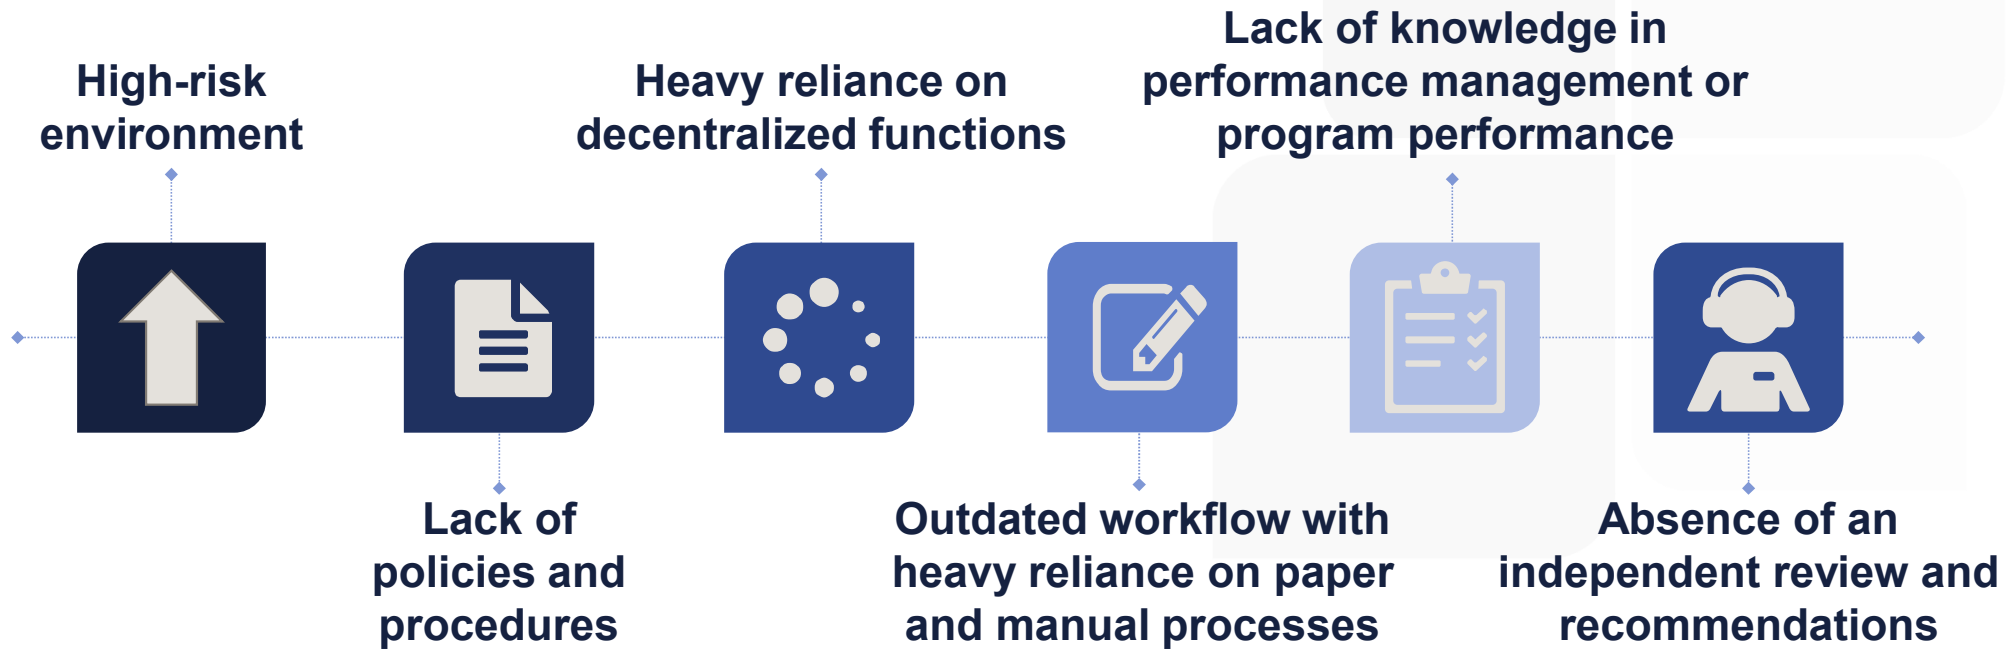 High-risk
environment
Lack of
policies and
procedures
Heavy reliance on
decentralized functions
Outdated workflow with
heavy reliance on paper
and manual processes
Lack of knowledge in
performance management or
program performance
Absence of an
independent review and
recommendations